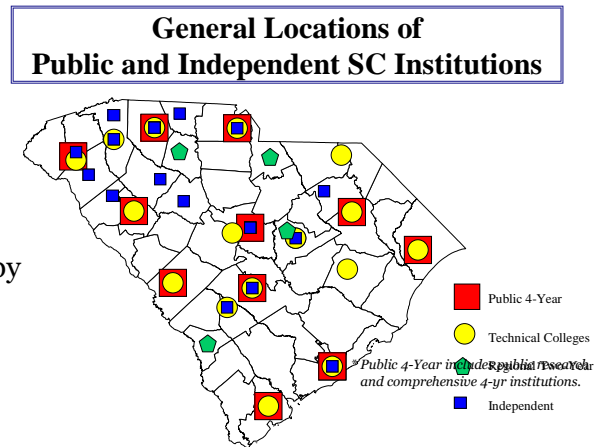 General Locations of
Public and Independent SC Institutions
by
Public 4-Year
Technical Colleges
Regional Two-Year
* Public 4-Year includes public research
and comprehensive 4-yr institutions.
Independent